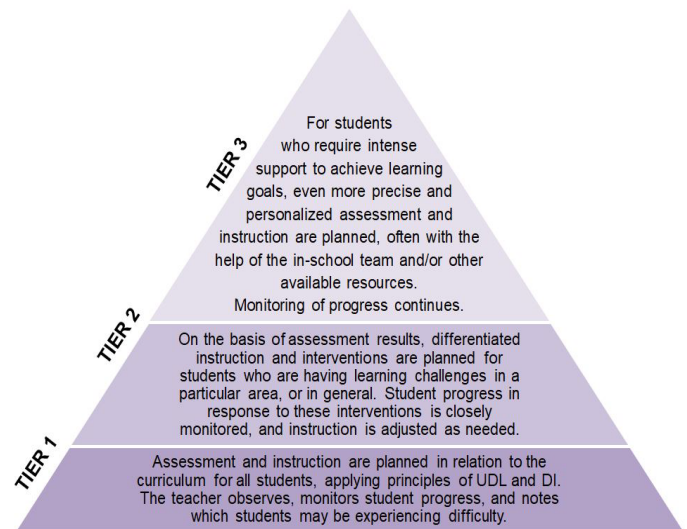 TIER 3
For students
who require intense
support to achieve learning
goals, even more precise and
personalized assessment and
instruction are planned, often with the
help of the in-school team and/or other
available resources.
Monitoring of progress continues.
TIER 2
On the basis of assessment results, differentiated
instruction and interventions are planned for
students who are having learning challenges in a
particular area, or in general. Student progress in
response to these interventions is closely
monitored, and instruction is adjusted as needed.
TIER 1
Assessment and instruction are planned in relation to the
curriculum for all students, applying principles of UDL and DI.
The teacher observes, monitors student progress, and notes
which students may be experiencing difficulty.